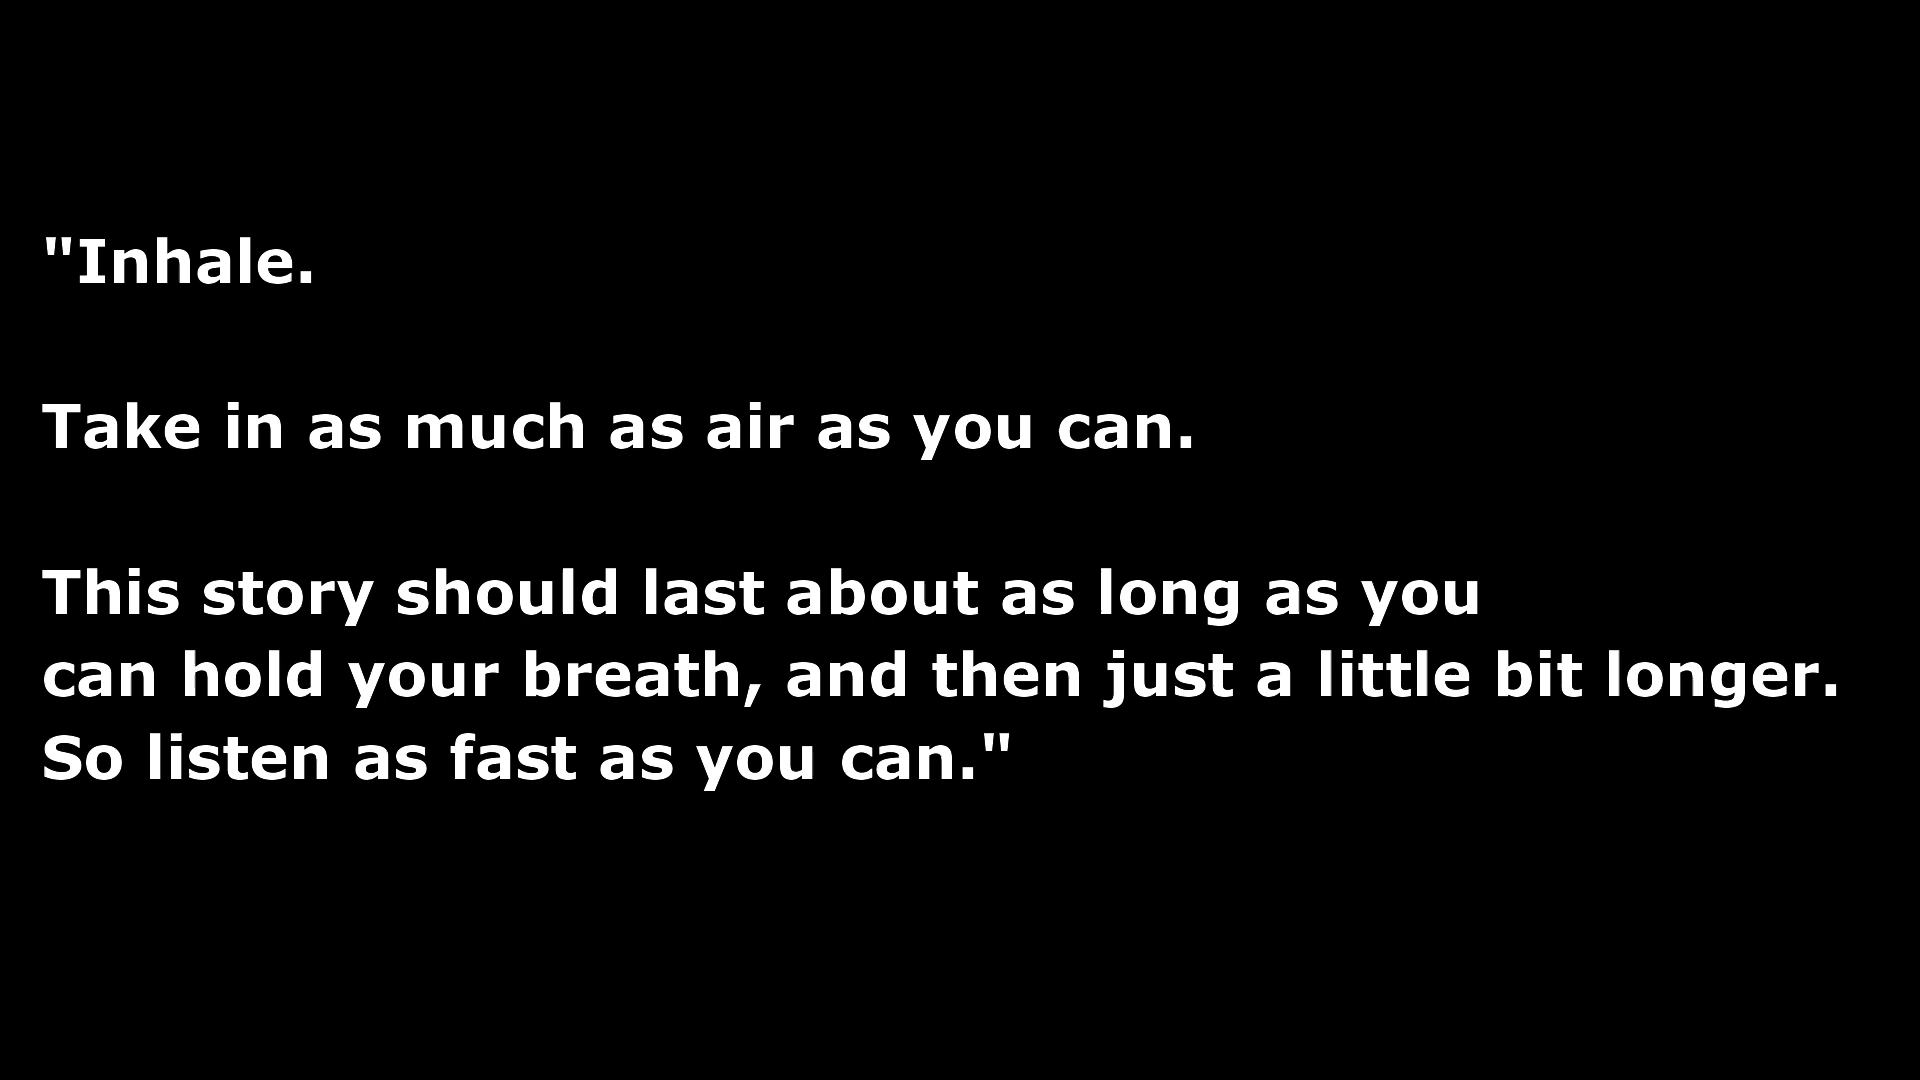 "Inhale.
Take in as much as air as you can.
This story should last about as long as you
can hold your breath, and then just a little bit longer.
So listen as fast as you can."